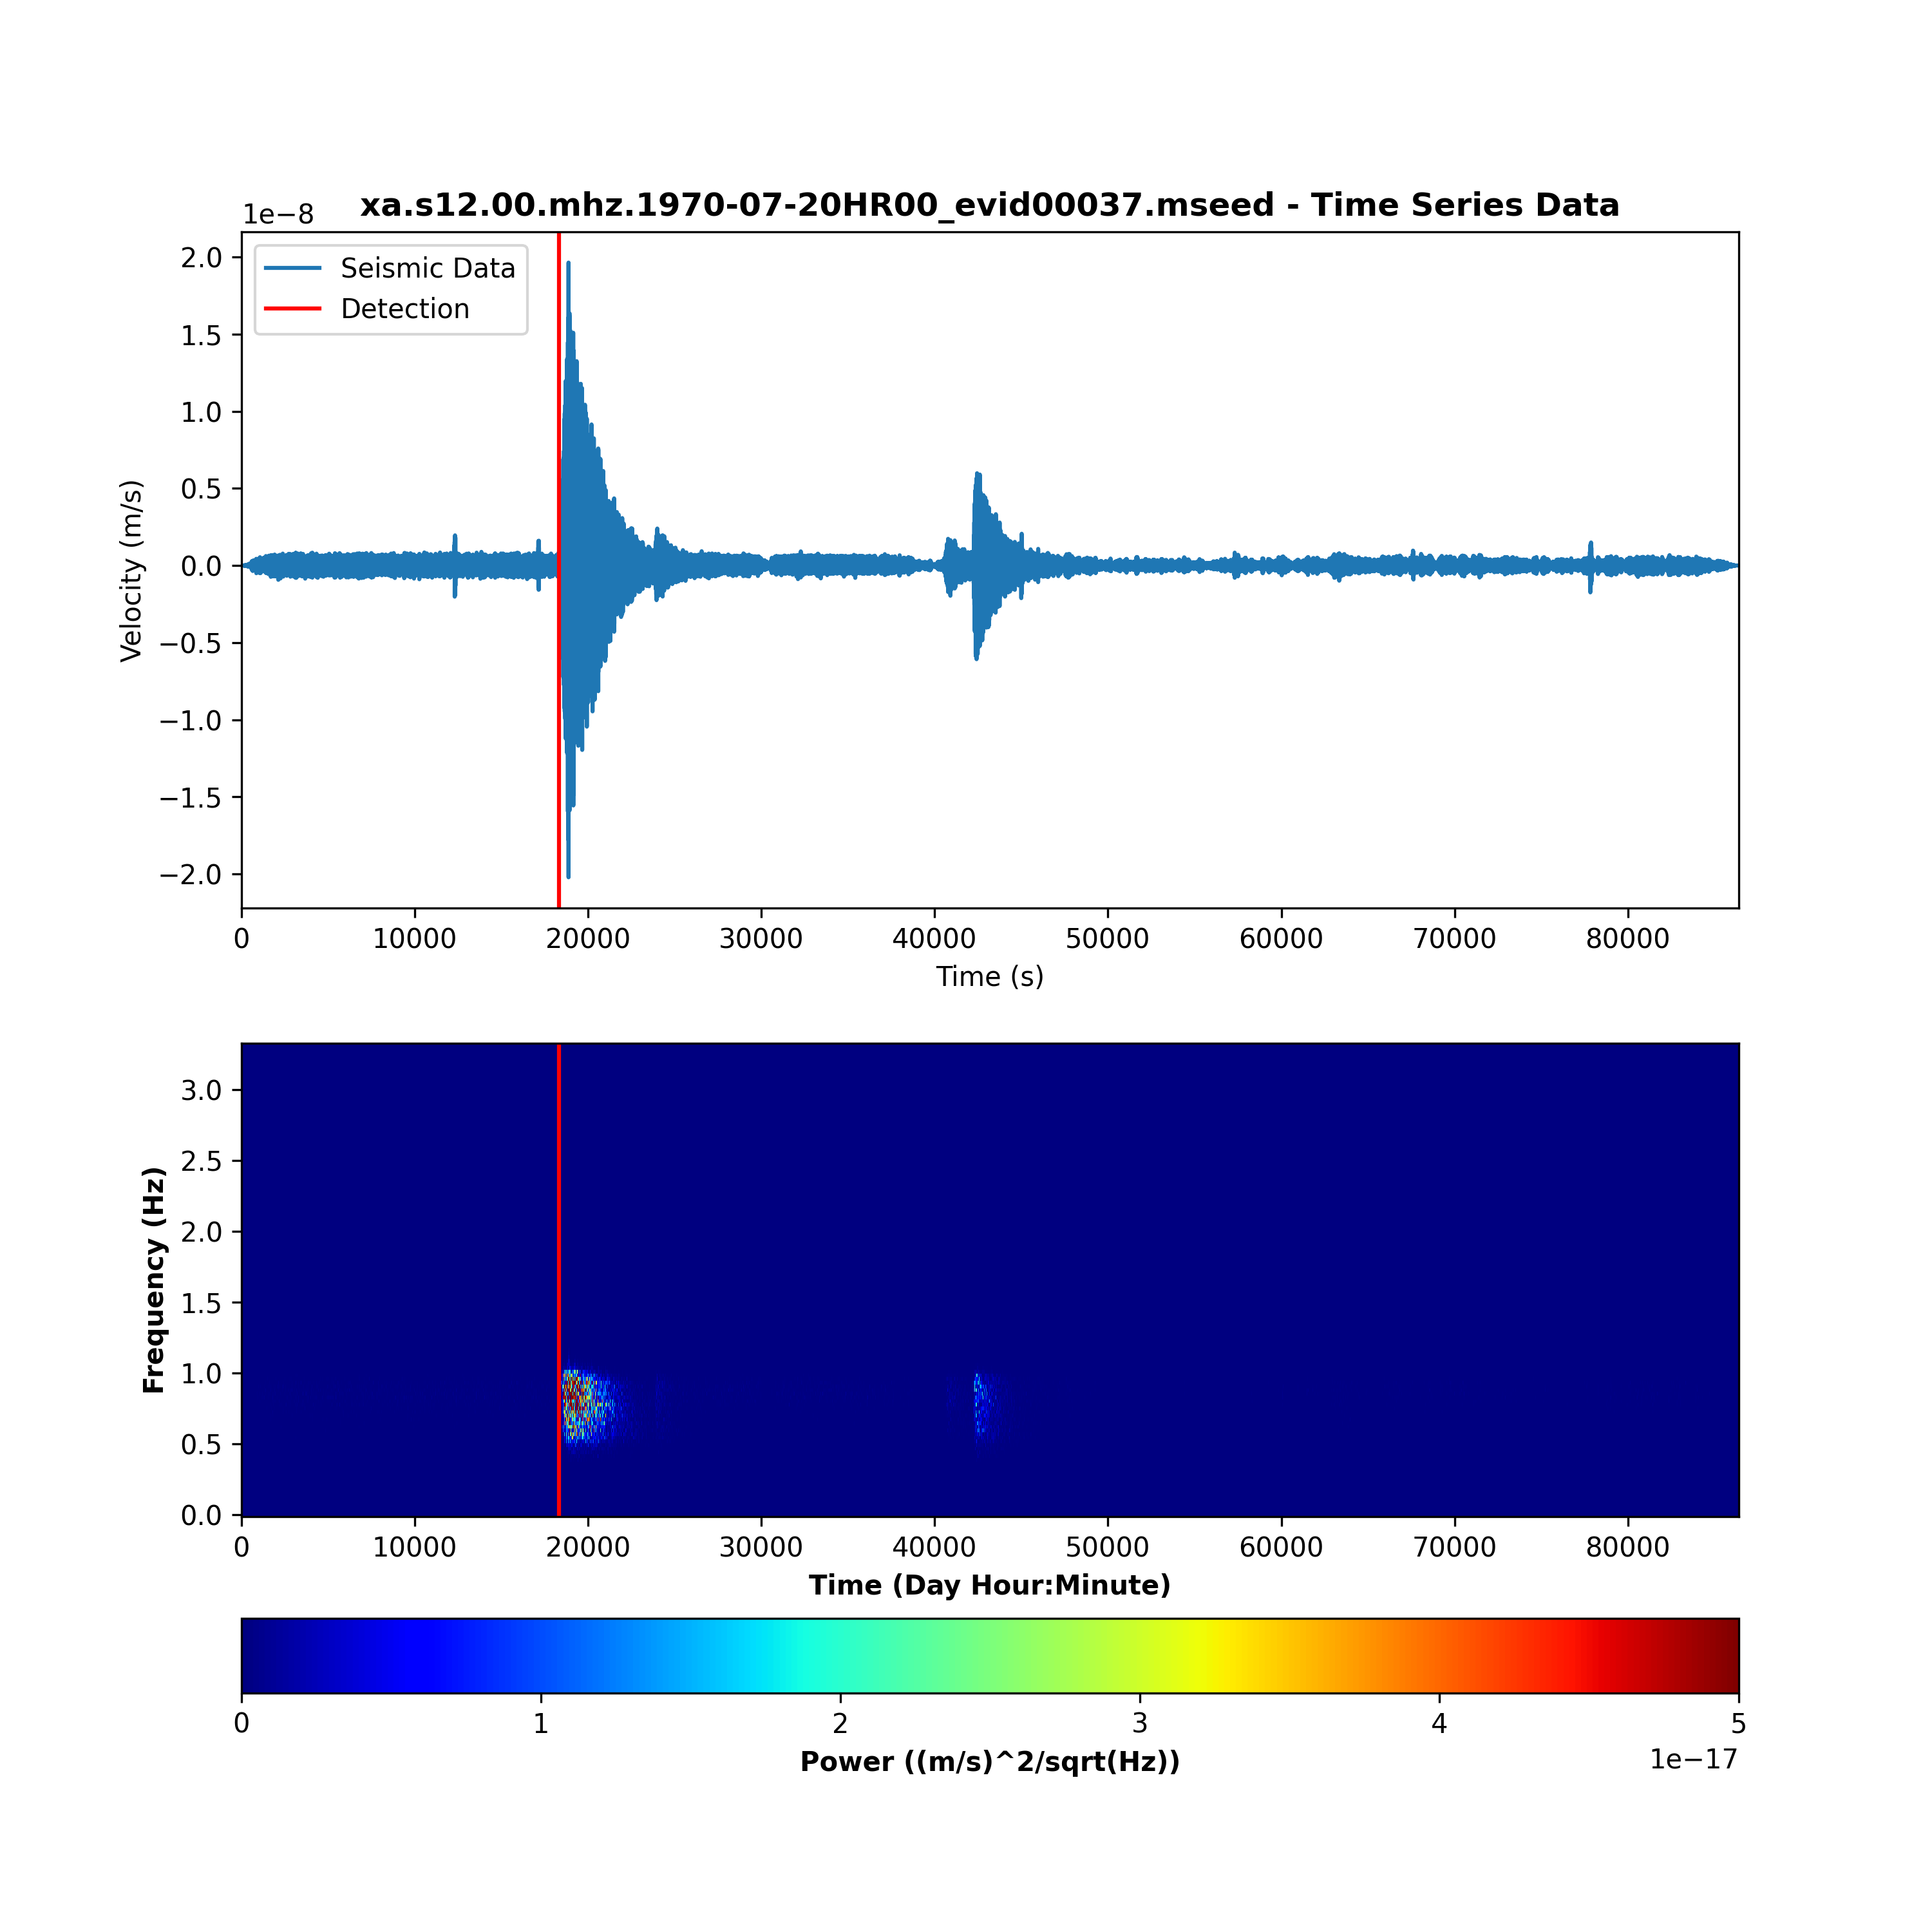 xa.s12.00.mhz.1970-07-20HR00_evid00037.mseed - Time Series Data
1e−8
Seismic Data
Detection
2.0
1.5
1.0
0.5
0.0
−0.5
−1.0
−1.5
−2.0
Velocity (m/s)
0 10000 20000 30000 40000 50000 60000 70000 80000
Time (s)
3.0
2.5
2.0
1.5
1.0
0.5
0.0
Frequency (Hz)
0 10000 20000 30000 40000 50000 60000 70000 80000
Time (Day Hour:Minute)
0 1 2 3 4 5
Power ((m/s)^2/sqrt(Hz))
1e−17